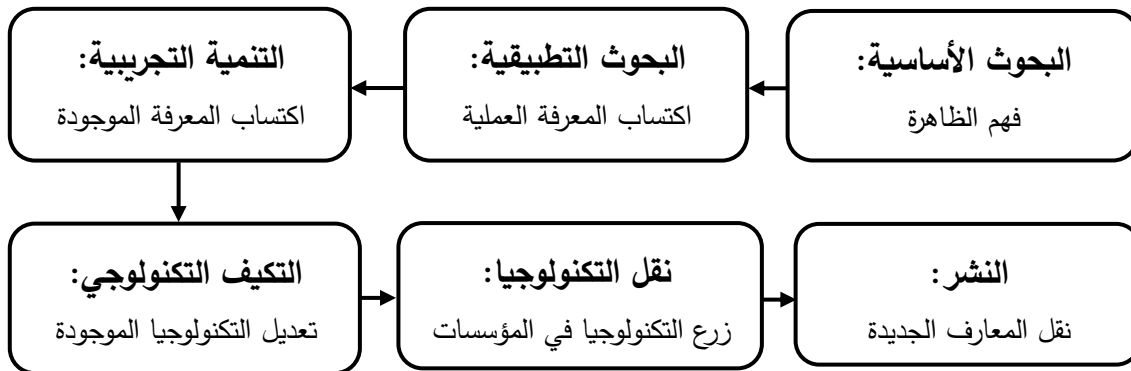 البحوث الأساسية:
فهم الظاهرة
البحوث التطبيقية:
اكتساب المعرفة العملية
التنمية التجريبية:
اكتساب المعرفة الموجودة
التكيف التكنولوجي:
تعديل التكنولوجيا الموجودة
نقل التكنولوجيا:
زرع التكنولوجيا في المؤسسات
النشر:
نقل المعارف الجديدة